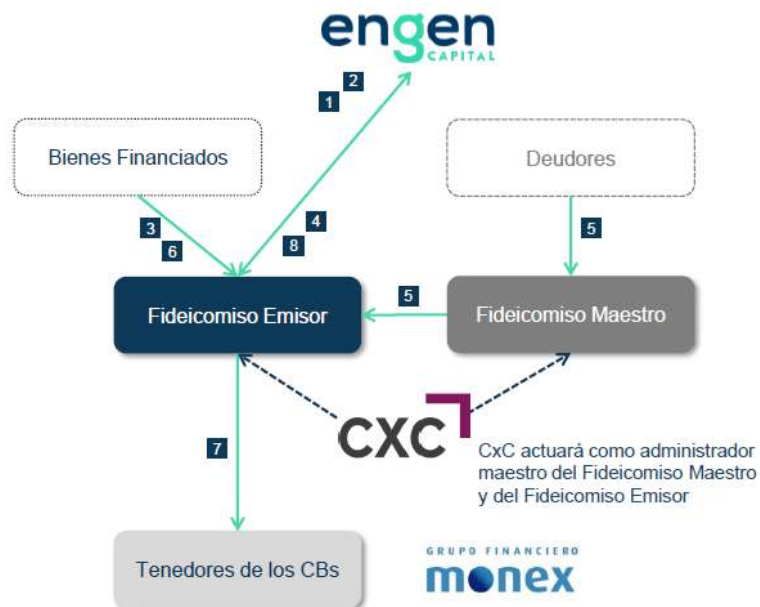 engen
CAPITAL
2
1
Bienes Financiados
Deudores
3
4
5
6
8
Fideicomiso Emisor
5
Fideicomiso Maestro
CXC
7
CxC actuará como administrador
maestro del Fideicomiso Maestro
y del Fideicomiso Emisor
Tenedores de los CBs
GRUPO FINANCIERO
monex